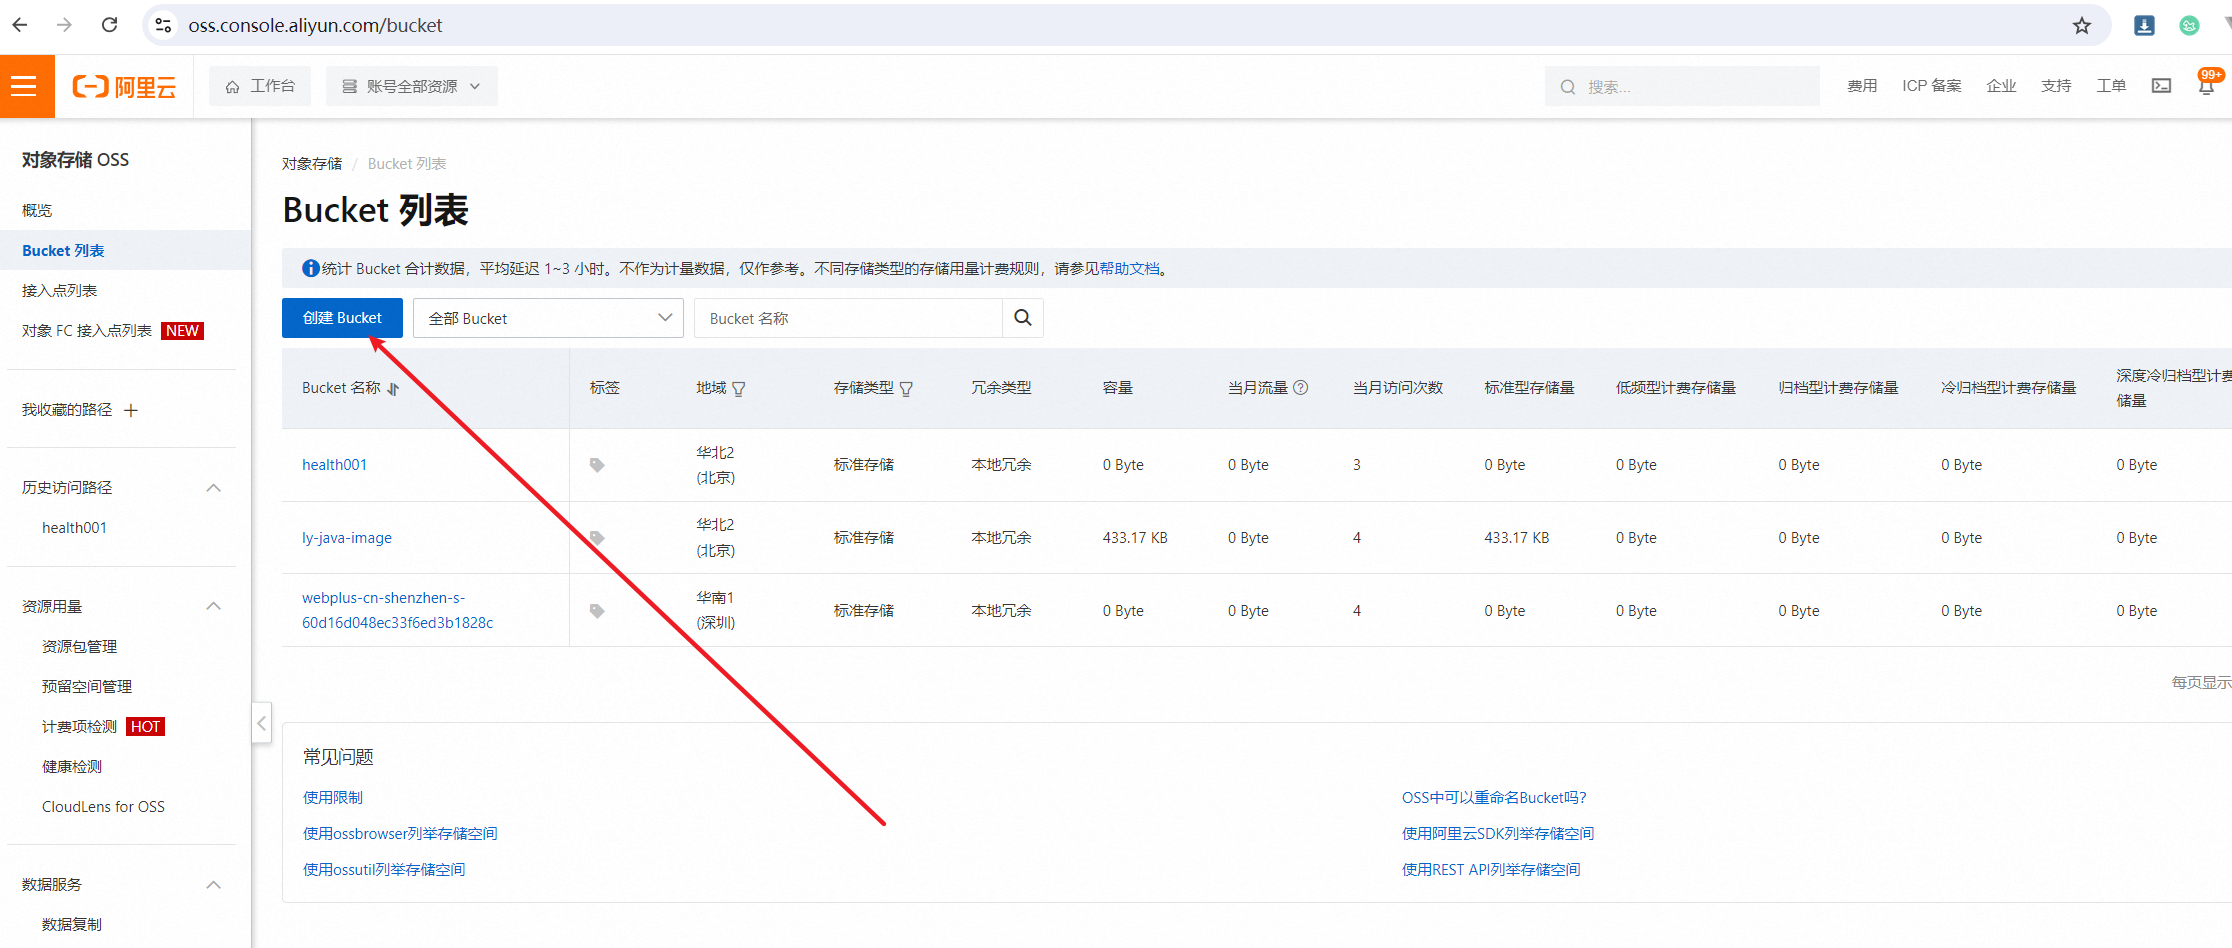 oss.console.aliyun.com/bucket
阿里云
工作台
账号全部资源
搜索...
费用
ICP 备案
企业
支持
工单
99+
对象存储 OSS
概览
Bucket 列表
接入点列表
对象 FC 接入点列表 NEW
我收藏的路径
历史访问路径
health001
资源用量
资源包管理
预留空间管理
计费项检测 HOT
健康检测
CloudLens for OSS
数据服务
数据复制
对象存储 / Bucket 列表
Bucket 列表
统计 Bucket 合计数据，平均延迟 1~3 小时。不作为计量数据，仅作参考。不同存储类型的存储用量计费规则，请参见帮助文档。
创建 Bucket
全部 Bucket
Bucket 名称
Bucket 名称 标签 地域 存储类型 冗余类型 容量 当月流量 当月访问次数 标准型存储量 低频型计费存储量 归档型计费存储量 冷归档型计费存储量 深度冷归档型计费
储量
health001 华北2 标准存储 本地冗余 0 Byte 0 Byte 3 0 Byte 0 Byte 0 Byte 0 Byte 0 Byte
(北京)
ly-java-image 华北2 标准存储 本地冗余 433.17 KB 0 Byte 4 433.17 KB 0 Byte 0 Byte 0 Byte 0 Byte
(北京)
webplus-cn-shenzhen-s- 华南1 标准存储 本地冗余 0 Byte 0 Byte 4 0 Byte 0 Byte 0 Byte 0 Byte 0 Byte
60d16d048ec33f6ed3b1828c (深圳)
每页显示
常见问题
使用限制
OSS中可以重命名Bucket吗?
使用ossbrowser列举存储空间
使用阿里云SDK列举存储空间
使用ossutil列举存储空间
使用REST API列举存储空间